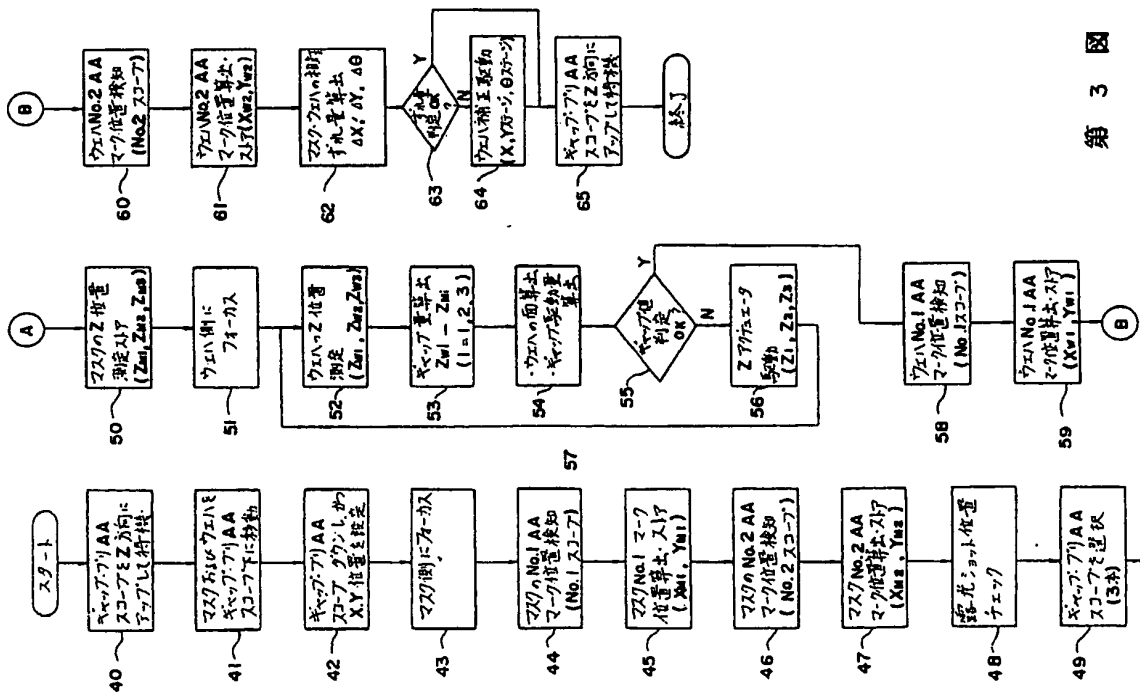 スタート
40
ギャップ・プリAA
スコープをZ方向に
アップして待機
41
マスクおよびウエハを
ギャップ・プリAA
スコープ下に移動
42
ギャップ・プリAA
スコープ ダウンし、かつ
X,Y位置を設定
43
マスク側にフォーカス
44
マスクのNo.1 AA
マーク位置検知
(No.1 スコープ)
45
マスクNo.1 マーク
位置算出・ストア
(XM1, YM1)
46
マスクのNo.2 AA
マーク位置検知
(No.2 スコープ)
47
マスクNo.2 AA
マーク位置算出・ストア
(XM2, YM2)
48
露光ショット位置
チェック
49
ギャップ・プリAA
スコープを選択
(3本)
A
50
マスクのZ位置
測定ストア
(ZM1, ZM2, ZM3)
51
ウエハ側に
フォーカス
52
ウエハのZ位置
測定
(ZW1, ZW2, ZW3)
53
ギャップ量算出
ZWi - ZMi
(i = 1, 2, 3)
54
・ウエハの面算出
・ギャップ駆動量
算出
55
ギャップ値
判定
OK?
Y
N
56
Zアクチュエータ
駆動
(Z1, Z2, Z3)
57
58
ウエハNo.1 AA
マーク位置検知
(No.1スコープ)
59
ウエハNo.1 AA
マーク位置算出・ストア
(XW1, YW1)
B
B
60
ウエハNo.2 AA
マーク位置検知
(No.2 スコープ)
61
ウエハNo.2 AA
マーク位置算出・
ストア(XW2, YW2)
62
マスク・ウエハの相対
ずれ量算出
ΔX, ΔY, Δθ
63
ずれ量
判定OK
?
Y
N
64
ウエハ補正駆動
(X,Yステージ,θステージ)
65
ギャップ・プリAA
スコープをZ方向に
アップして待機
終了
第 3 図